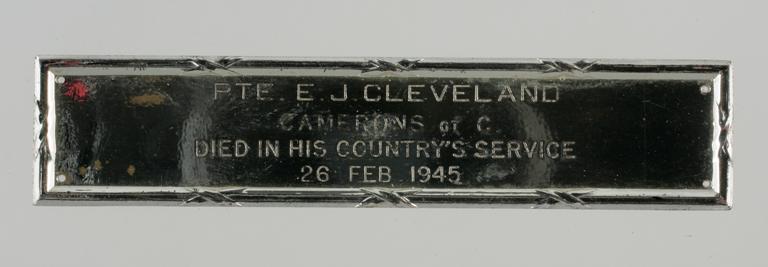 PTE. E. J. CLEVELAND
CAMERONS of C.
DIED IN HIS COUNTRY'S SERVICE
26 FEB. 1945